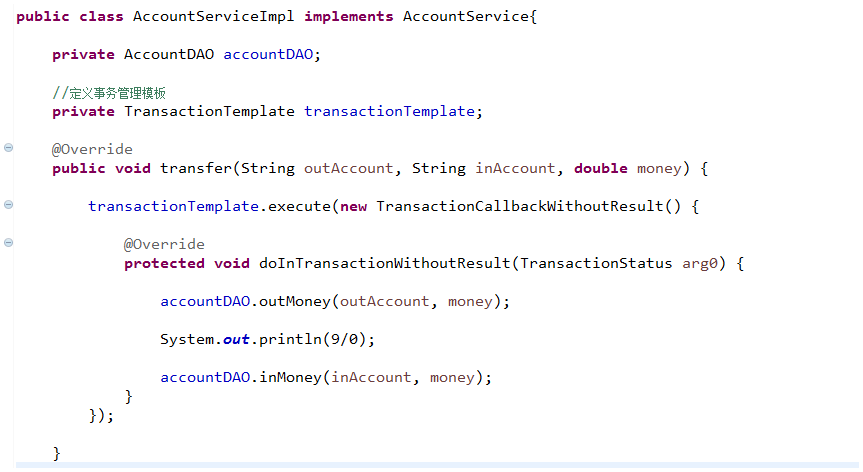 public class AccountServiceImpl implements AccountService{
private AccountDAO accountDAO;
//定义事务管理模板
private TransactionTemplate transactionTemplate;
@Override
public void transfer(String outAccount, String inAccount, double money) {
transactionTemplate.execute(new TransactionCallbackWithoutResult() {
@Override
protected void doInTransactionWithoutResult(TransactionStatus arg0) {
accountDAO.outMoney(outAccount, money);
System.out.println(9/0);
accountDAO.inMoney(inAccount, money);
}
});
}